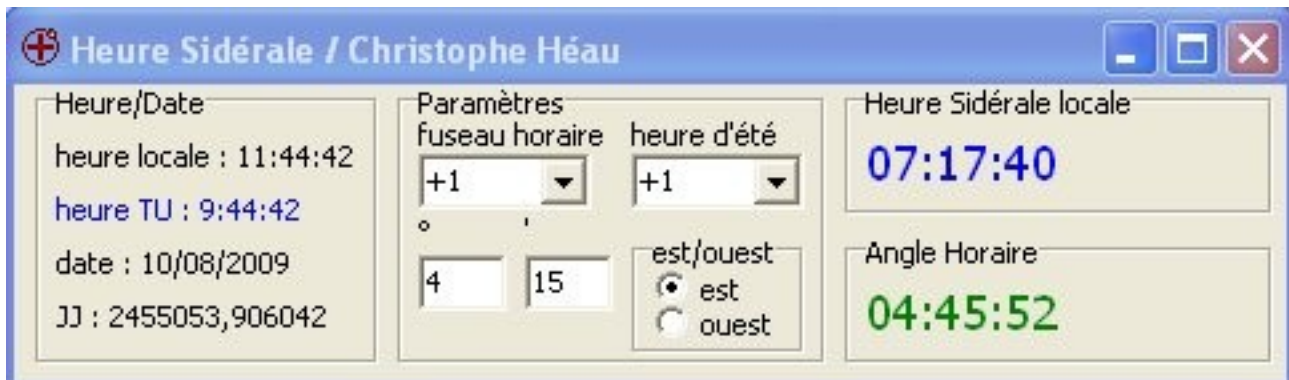 Heure Sidérale / Christophe Héau
Heure/Date
heure locale : 11:44:42
heure TU : 9:44:42
date : 10/08/2009
JJ : 2455053,906042
Paramètres
fuseau horaire
heure d'été
+1
+1
° '
4
15
est/ouest
est
ouest
Heure Sidérale locale
07:17:40
Angle Horaire
04:45:52